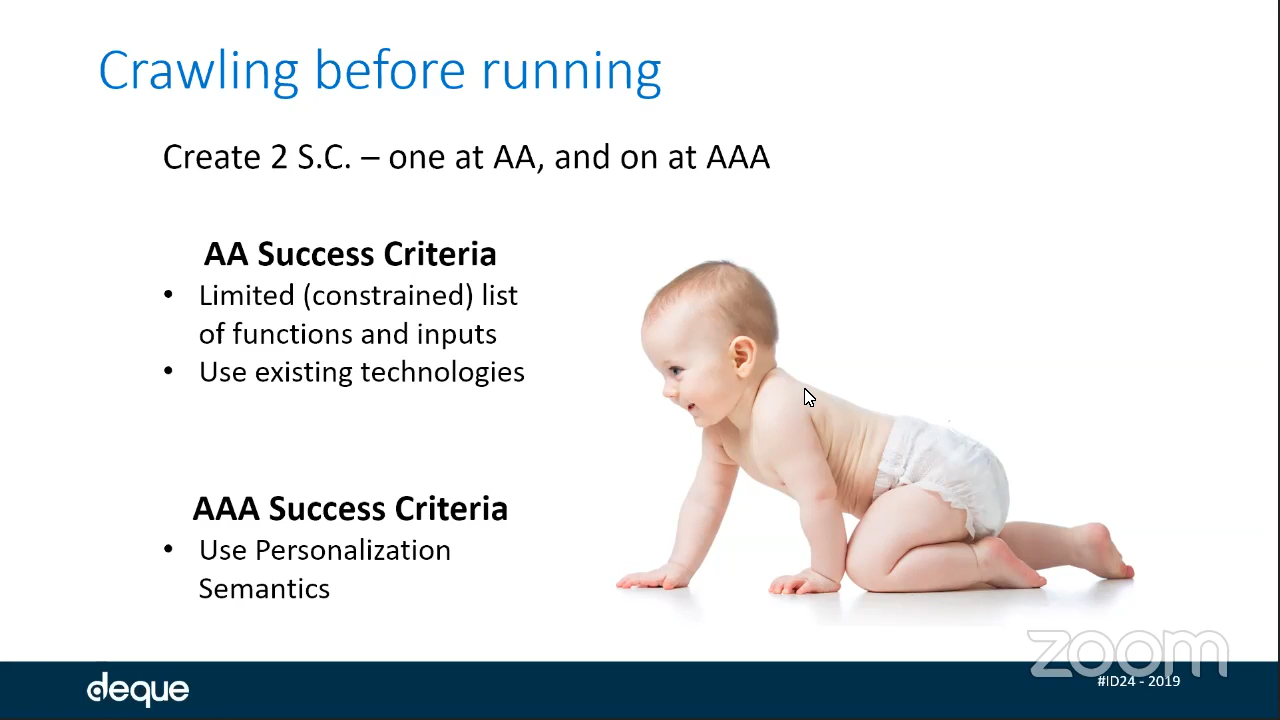 Crawling before running
Create 2 S.C. – one at AA, and on at AAA
AA Success Criteria
• Limited (constrained) list
of functions and inputs
• Use existing technologies
AAA Success Criteria
• Use Personalization
Semantics
zoom
deque
#ID24 - 2019